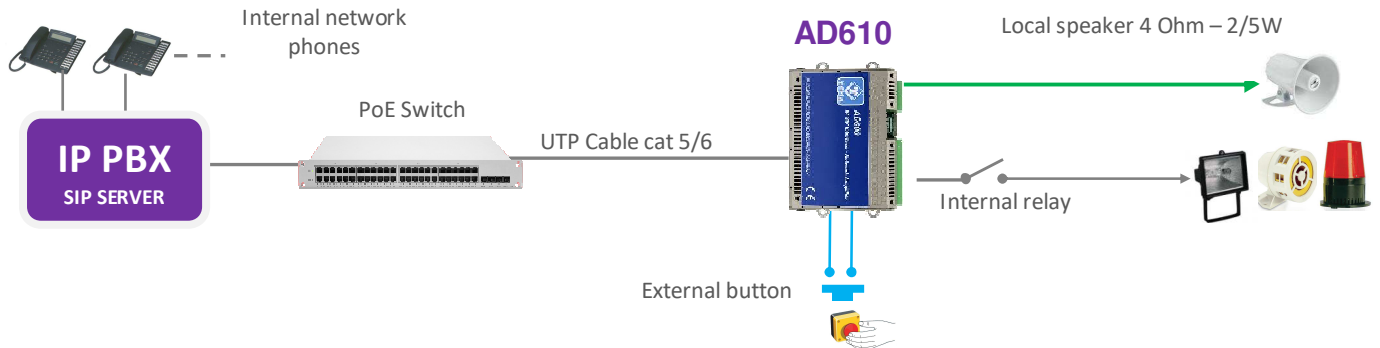 Internal network
phones
AD610
Local speaker 4 Ohm – 2/5W
PoE Switch
UTP Cable cat 5/6
IP PBX
SIP SERVER
Internal relay
External button